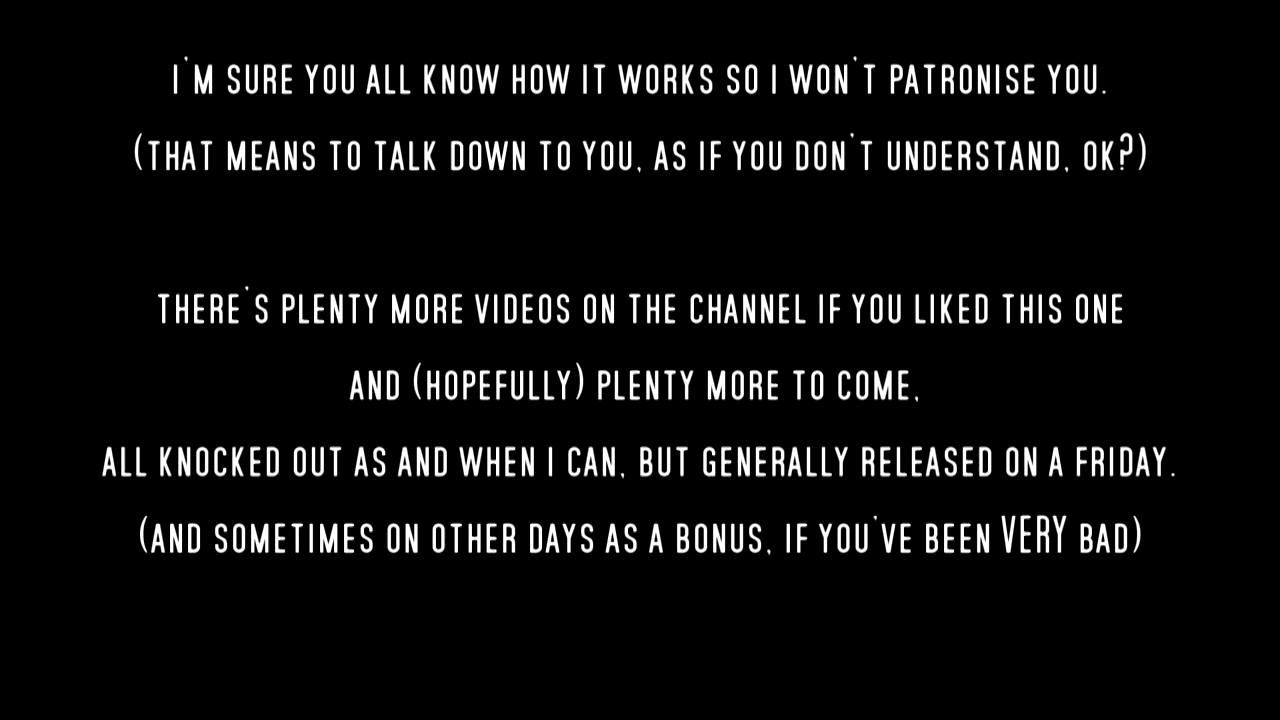 I'M SURE YOU ALL KNOW HOW IT WORKS SO I WON'T PATRONISE YOU.
(THAT MEANS TO TALK DOWN TO YOU, AS IF YOU DON'T UNDERSTAND, OK?)
THERE'S PLENTY MORE VIDEOS ON THE CHANNEL IF YOU LIKED THIS ONE
AND (HOPEFULLY) PLENTY MORE TO COME,
ALL KNOCKED OUT AS AND WHEN I CAN, BUT GENERALLY RELEASED ON A FRIDAY.
(AND SOMETIMES ON OTHER DAYS AS A BONUS, IF YOU'VE BEEN VERY BAD)